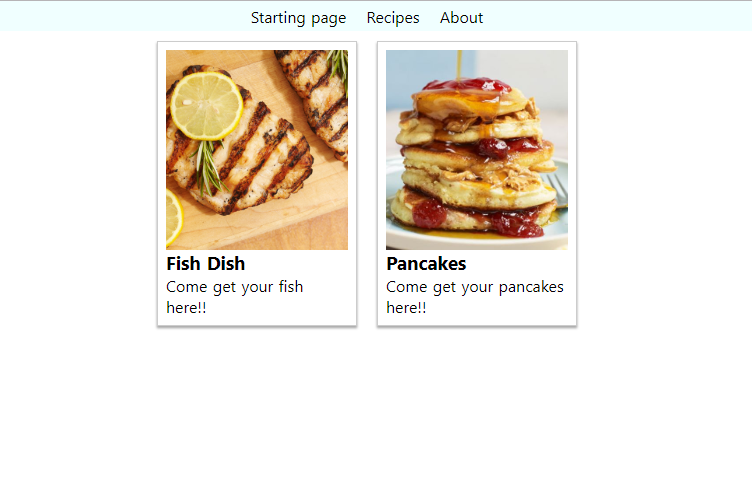 Starting page Recipes About
Fish Dish
Come get your fish
here!!
Pancakes
Come get your pancakes
here!!